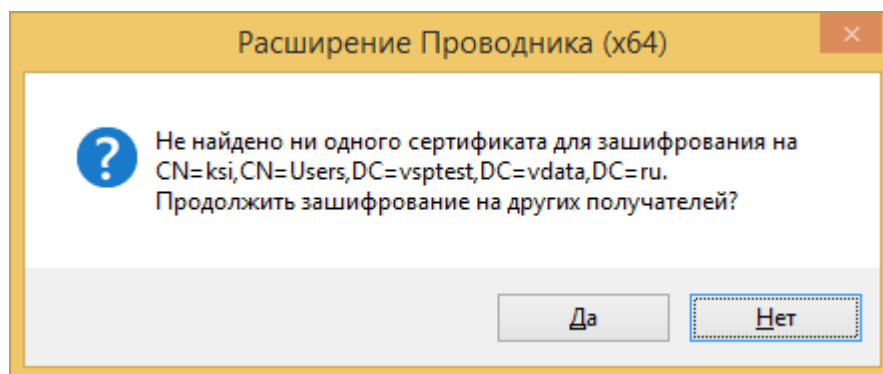 Расширение Проводника (x64)
Не найдено ни одного сертификата для зашифрования на
CN=ksi,CN=Users,DC=vsptest,DC=vdata,DC=ru.
Продолжить зашифрование на других получателей?
Да
Нет